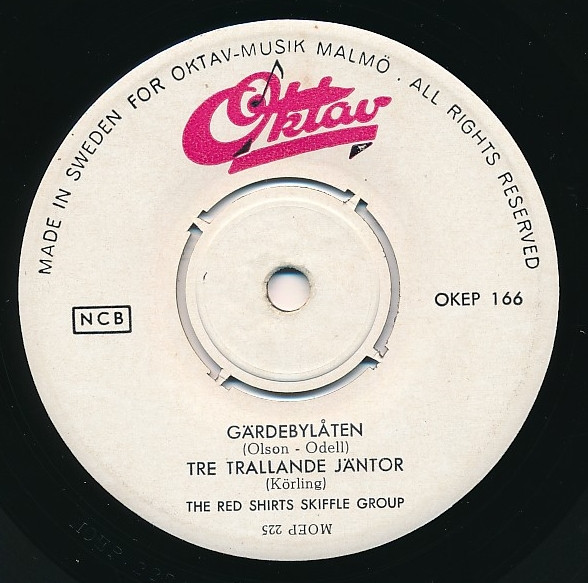 MADE IN SWEDEN FOR OKTAV-MUSIK MALMÖ · ALL RIGHTS RESERVED
Oktav
NCB
OKEP 166
GÄRDEBYLÅTEN
(Olson - Odell)
TRE TRALLANDE JÄNTOR
(Körling)
THE RED SHIRTS SKIFFLE GROUP
MOEP 225